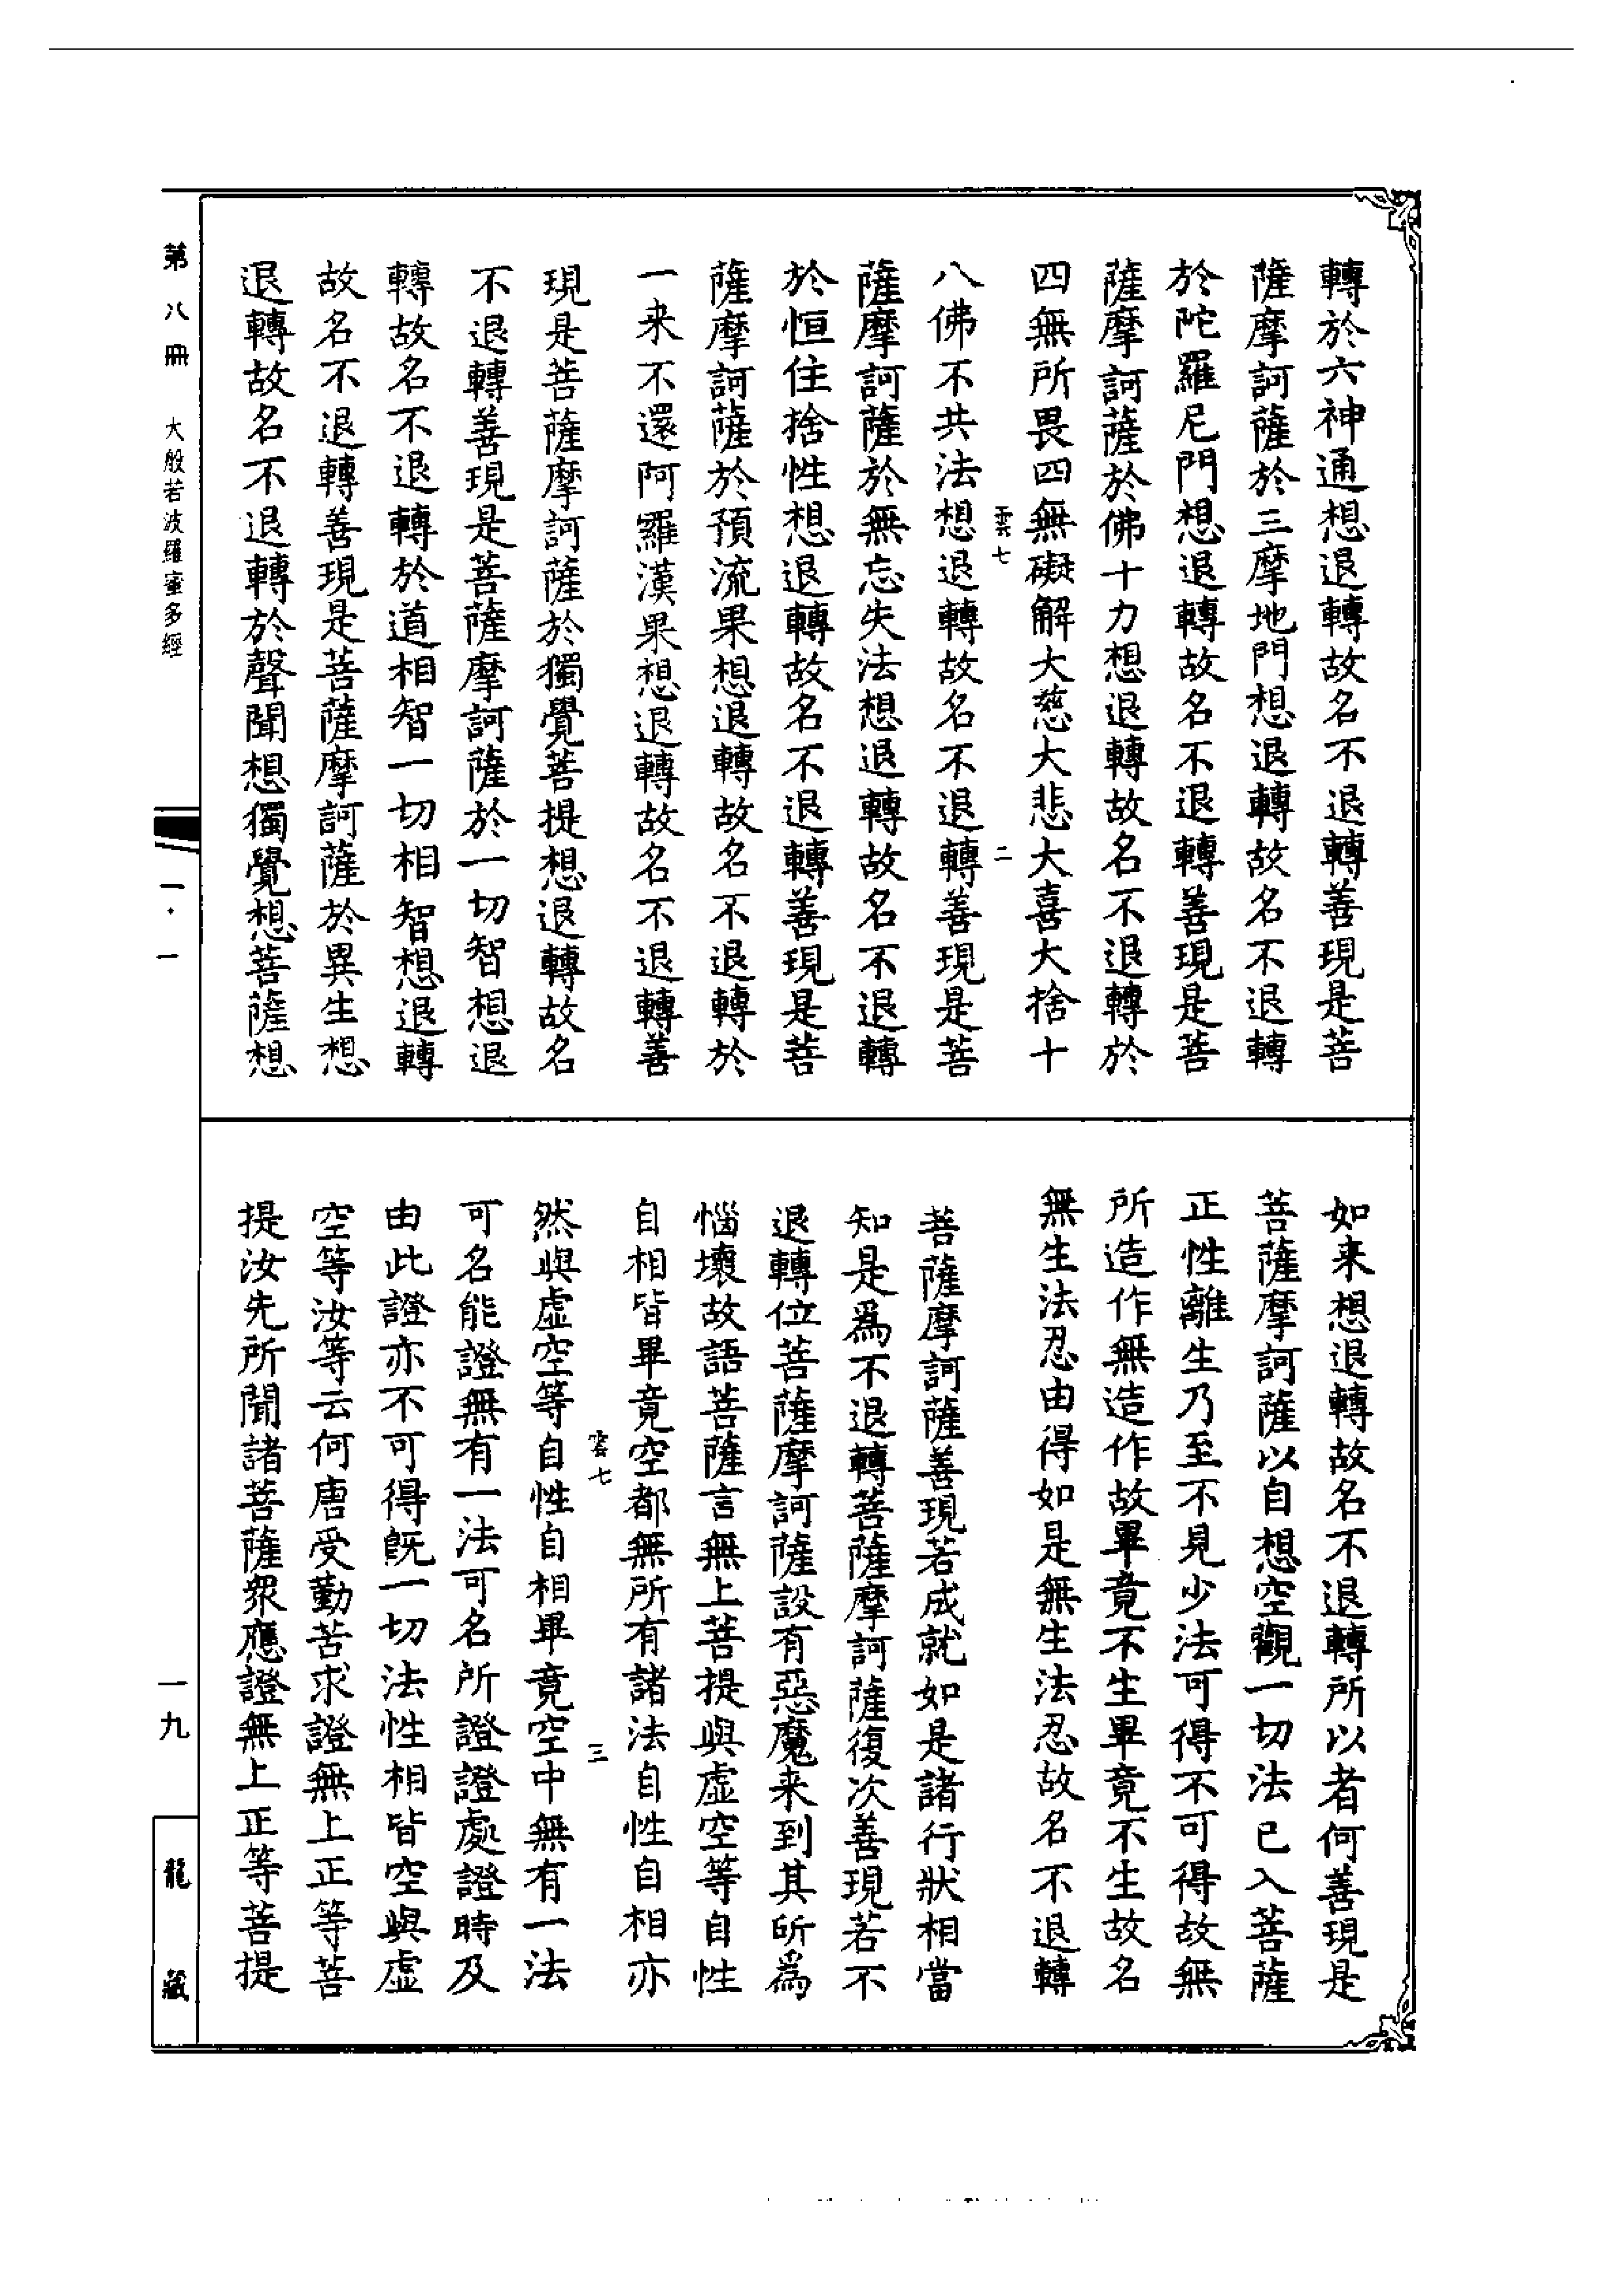 轉於六神通想退轉故名不退轉善現是菩
薩摩訶薩於三摩地門想退轉故名不退轉
於陀羅尼門想退轉故名不退轉善現是菩
薩摩訶薩於佛十力想退轉故名不退轉於
四無所畏四無礙解大慈大悲大喜大捨十
雲七 二
八佛不共法想退轉故名不退轉善現是菩
薩摩訶薩於無忘失法想退轉故名不退轉
於恒住捨性想退轉故名不退轉善現是菩
薩摩訶薩於預流果想退轉故名不退轉於
一来不還阿羅漢果想退轉故名不退轉善
現是菩薩摩訶薩於獨覺菩提想退轉故名
不退轉善現是菩薩摩訶薩於一切智想退
轉故名不退轉於道相智一切相智想退轉
故名不退轉善現是菩薩摩訶薩於異生想
退轉故名不退轉於聲聞想獨覺想菩薩想
如来想退轉故名不退轉所以者何善現是
菩薩摩訶薩以自想空觀一切法已入菩薩
正性離生乃至不見少法可得不可得故無
所造作無造作故畢竟不生畢竟不生故名
無生法忍由得如是無生法忍故名不退轉
菩薩摩訶薩善現若成就如是諸行狀相當
知是爲不退轉菩薩摩訶薩復次善現若不
退轉位菩薩摩訶薩設有惡魔来到其所爲
惱壞故語菩薩言無上菩提與虛空等自性
自相皆畢竟空都無所有諸法自性自相亦
雲七 三
然與虛空等自性自相畢竟空中無有一法
可名能證無有一法可名所證證處證時及
由此證亦不可得既一切法性相皆空與虛
空等汝等云何唐受勤苦求證無上正等菩
提汝先所聞諸菩薩衆應證無上正等菩提
第八冊 大般若波羅蜜多經
一·一
一九
龍藏